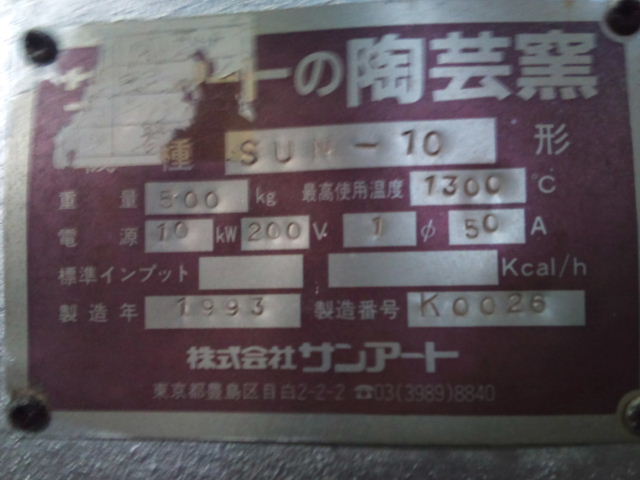 アートの陶芸窯
種 SUN-10 形
重量 500 kg 最高使用温度 1300 ℃
電源 10 kW 200 V 1 φ 50 A
標準インプット Kcal/h
製造年 1993 製造番号 K0026
株式会社サンアート
東京都豊島区目白2-2-2 ☎03(3989)8840